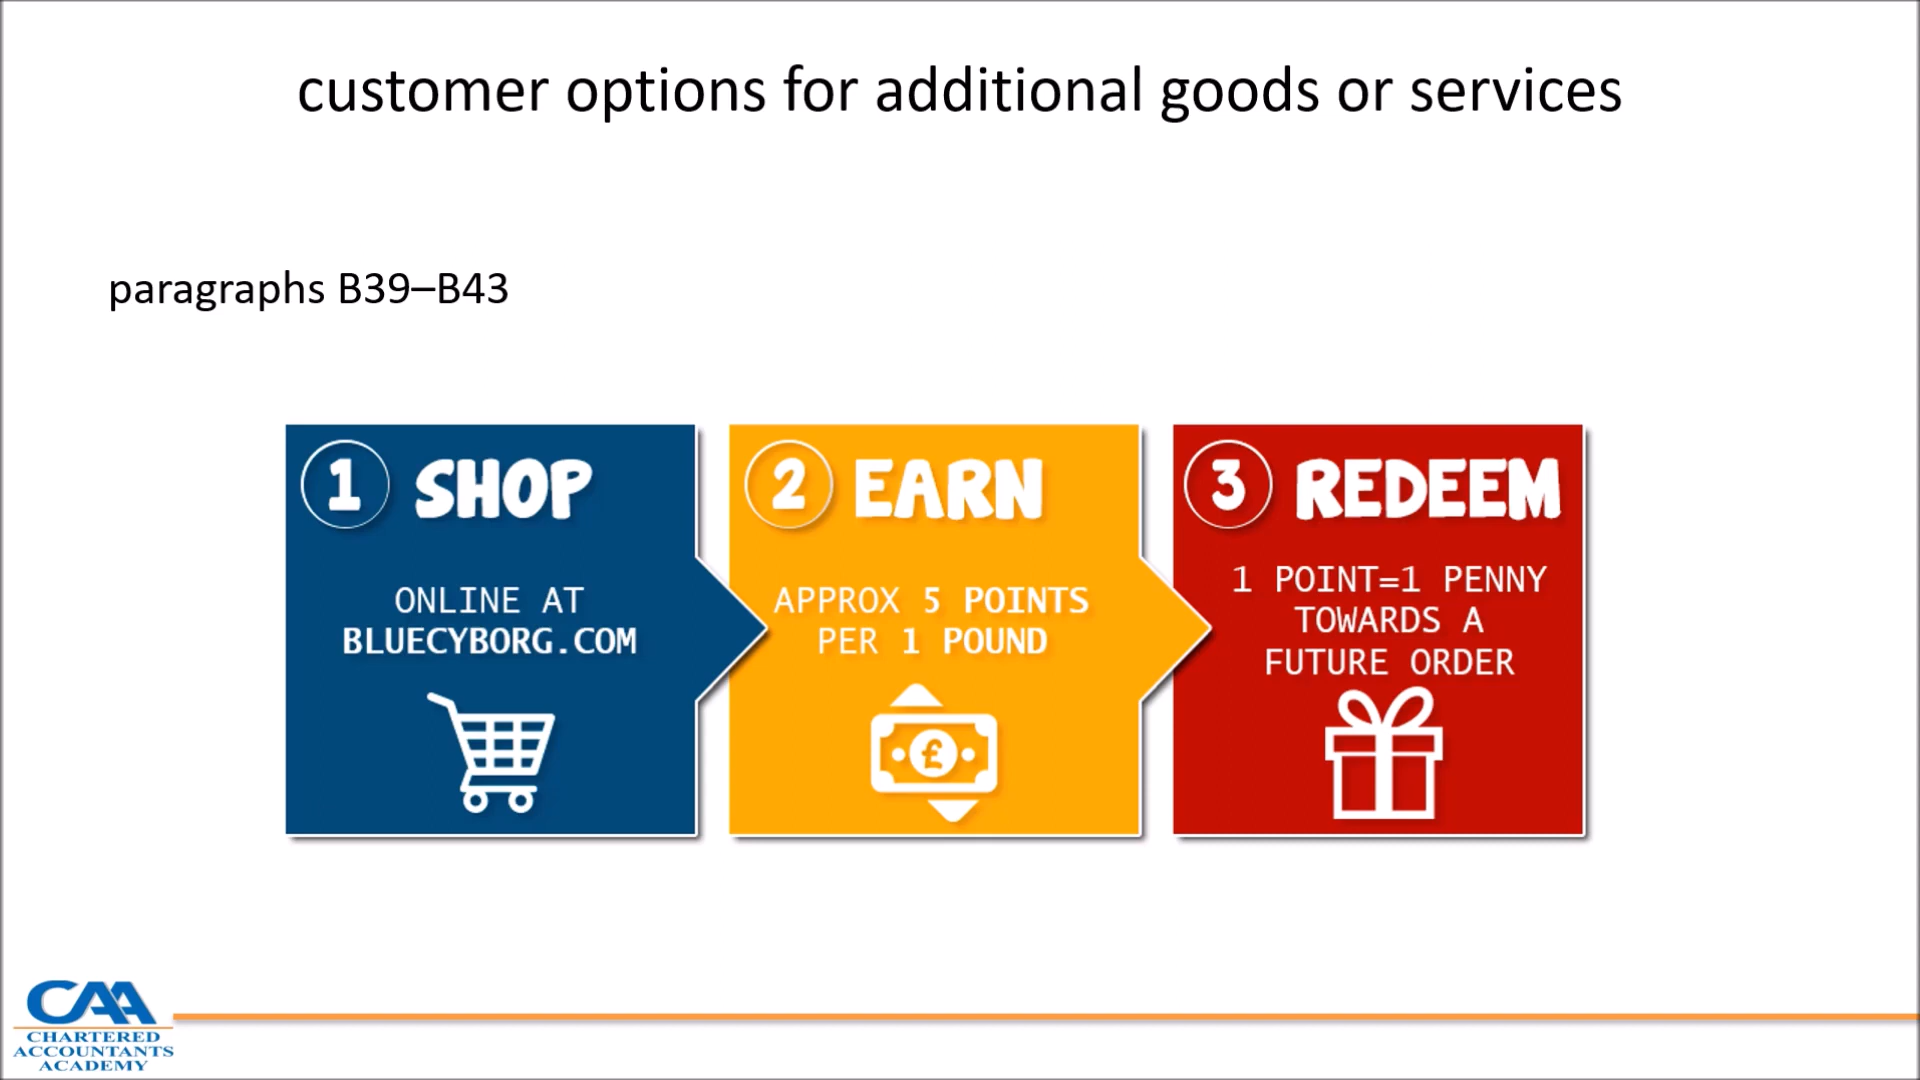 customer options for additional goods or services
paragraphs B39–B43
1 SHOP
ONLINE AT
BLUECYBORG.COM
2 EARN
APPROX 5 POINTS
PER 1 POUND
£
3 REDEEM
1 POINT=1 PENNY
TOWARDS A
FUTURE ORDER
CAA
CHARTERED
ACCOUNTANTS
ACADEMY